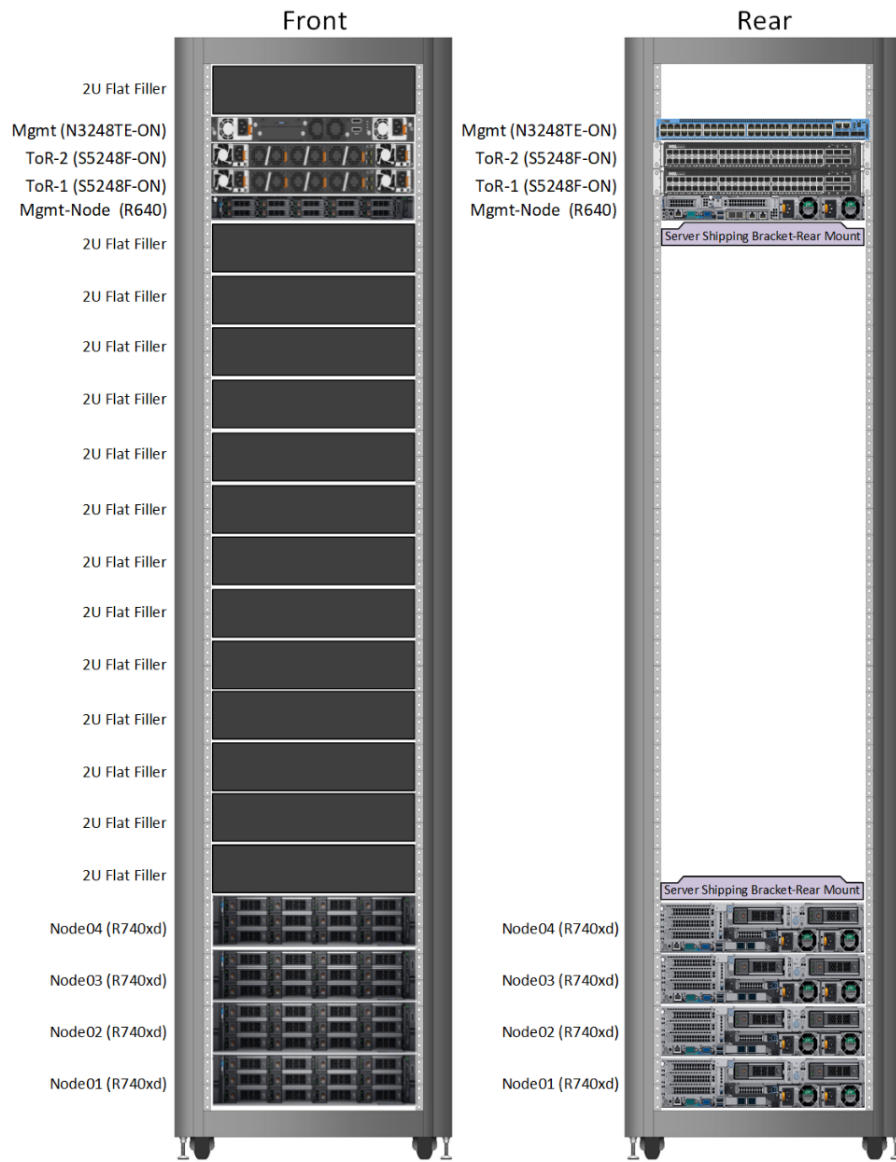 Front
2U Flat Filler
Mgmt (N3248TE-ON)
ToR-2 (S5248F-ON)
ToR-1 (S5248F-ON)
Mgmt-Node (R640)
2U Flat Filler
2U Flat Filler
2U Flat Filler
2U Flat Filler
2U Flat Filler
2U Flat Filler
2U Flat Filler
2U Flat Filler
2U Flat Filler
2U Flat Filler
2U Flat Filler
2U Flat Filler
2U Flat Filler
Node04 (R740xd)
Node03 (R740xd)
Node02 (R740xd)
Node01 (R740xd)
Rear
Mgmt (N3248TE-ON)
ToR-2 (S5248F-ON)
ToR-1 (S5248F-ON)
Mgmt-Node (R640)
Server Shipping Bracket-Rear Mount
Server Shipping Bracket-Rear Mount
Node04 (R740xd)
Node03 (R740xd)
Node02 (R740xd)
Node01 (R740xd)